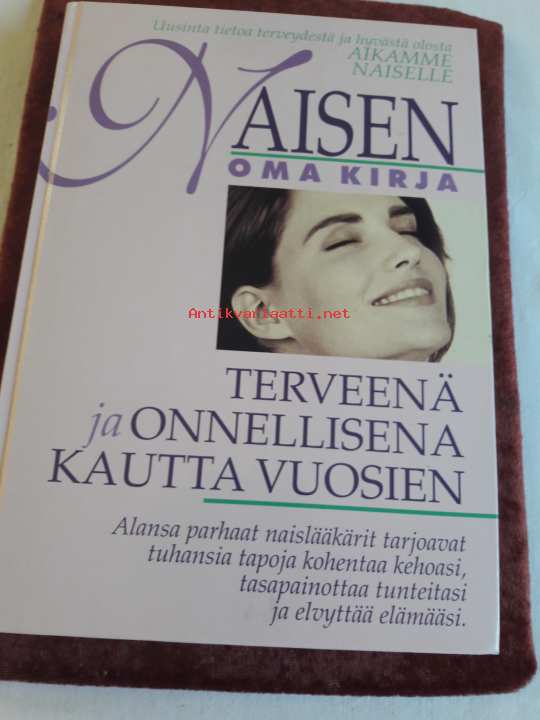 Uusinta tietoa terveydestä ja hyvästä olosta
AIKAMME
NAISELLE
NAISEN
OMA KIRJA
Antikvariaatti.net
TERVEENÄ
ja ONNELLISENA
KAUTTA VUOSIEN
Alansa parhaat naislääkärit tarjoavat
tuhansia tapoja kohentaa kehoasi,
tasapainottaa tunteitasi
ja elvyttää elämääsi.